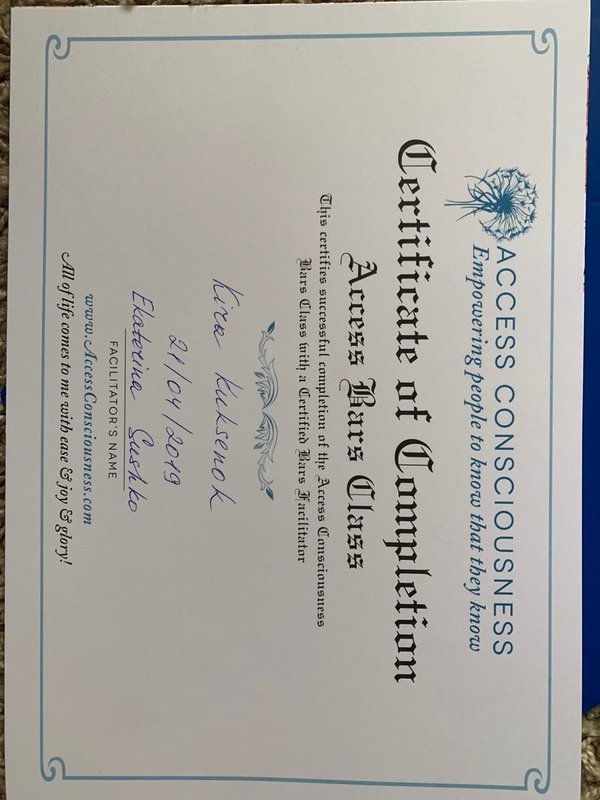 ACCESS CONSCIOUSNESS
Empowering people to know that they know
Certificate of Completion
Access Bars Class
This certifies successful completion of the Access Consciousness
Bars Class with a Certified Bars Facilitator
Kira Kuksenok
21/04/2019
Ekaterina Sushko
FACILITATOR'S NAME
www.AccessConsciousness.com
All of life comes to me with ease & joy & glory!